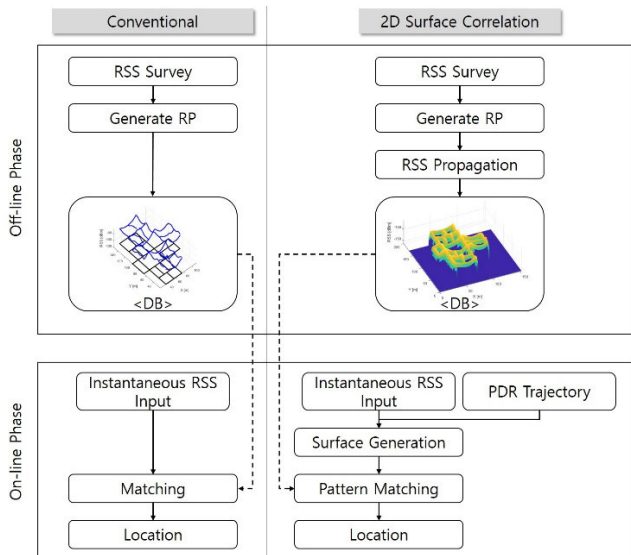 Conventional
2D Surface Correlation
Off-line Phase
RSS Survey
Generate RP
<DB>
RSS Survey
Generate RP
RSS Propagation
<DB>
On-line Phase
Instantaneous RSS
Input
Matching
Location
Instantaneous RSS
Input
PDR Trajectory
Surface Generation
Pattern Matching
Location